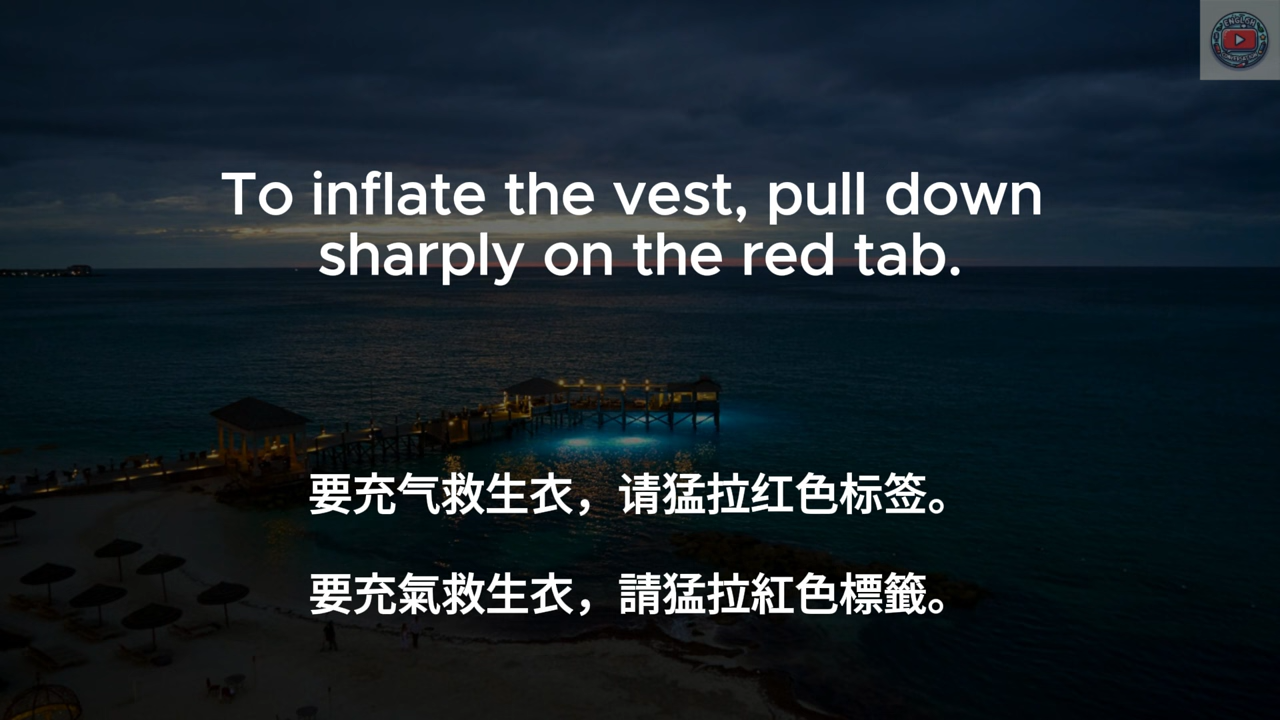 To inflate the vest, pull down
sharply on the red tab.
要充气救生衣，请猛拉红色标签。
要充氣救生衣，請猛拉紅色標籤。